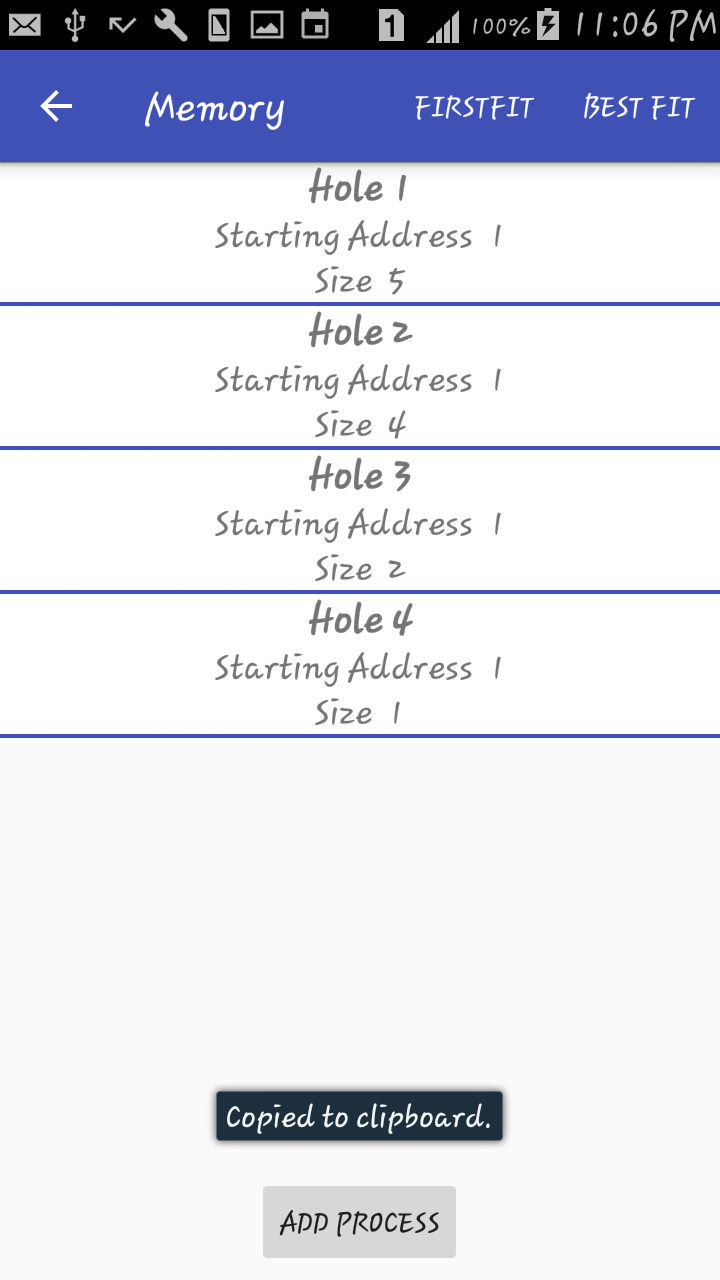 1 100% 11:06 PM
Memory FIRSTFIT BEST FIT
Hole 1
Starting Address 1
Size 5
Hole 2
Starting Address 1
Size 4
Hole 3
Starting Address 1
Size 2
Hole 4
Starting Address 1
Size 1
Copied to clipboard.
ADD PROCESS